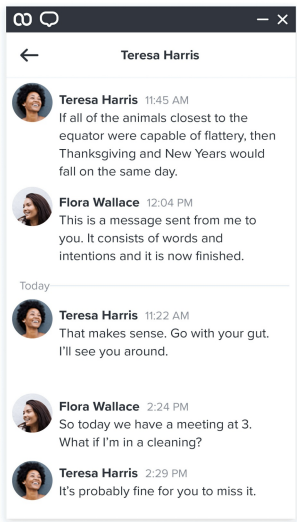 Teresa Harris
Teresa Harris 11:45 AM
If all of the animals closest to the
equator were capable of flattery, then
Thanksgiving and New Years would
fall on the same day.
Flora Wallace 12:04 PM
This is a message sent from me to
you. It consists of words and
intentions and it is now finished.
Today
Teresa Harris 11:22 AM
That makes sense. Go with your gut.
I'll see you around.
Flora Wallace 2:24 PM
So today we have a meeting at 3.
What if I'm in a cleaning?
Teresa Harris 2:29 PM
It's probably fine for you to miss it.